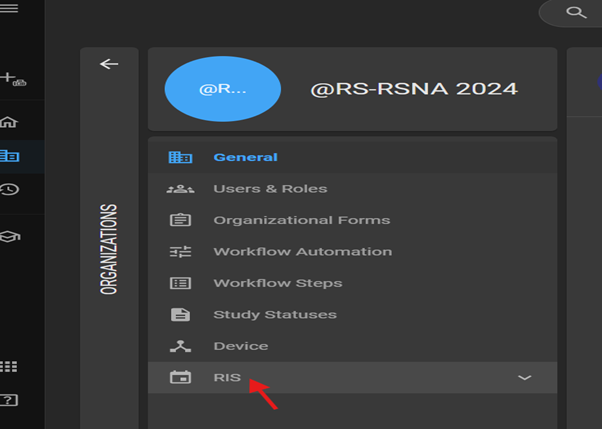 @R...
@RS-RSNA 2024
ORGANIZATIONS
General
Users & Roles
Organizational Forms
Workflow Automation
Workflow Steps
Study Statuses
Device
RIS